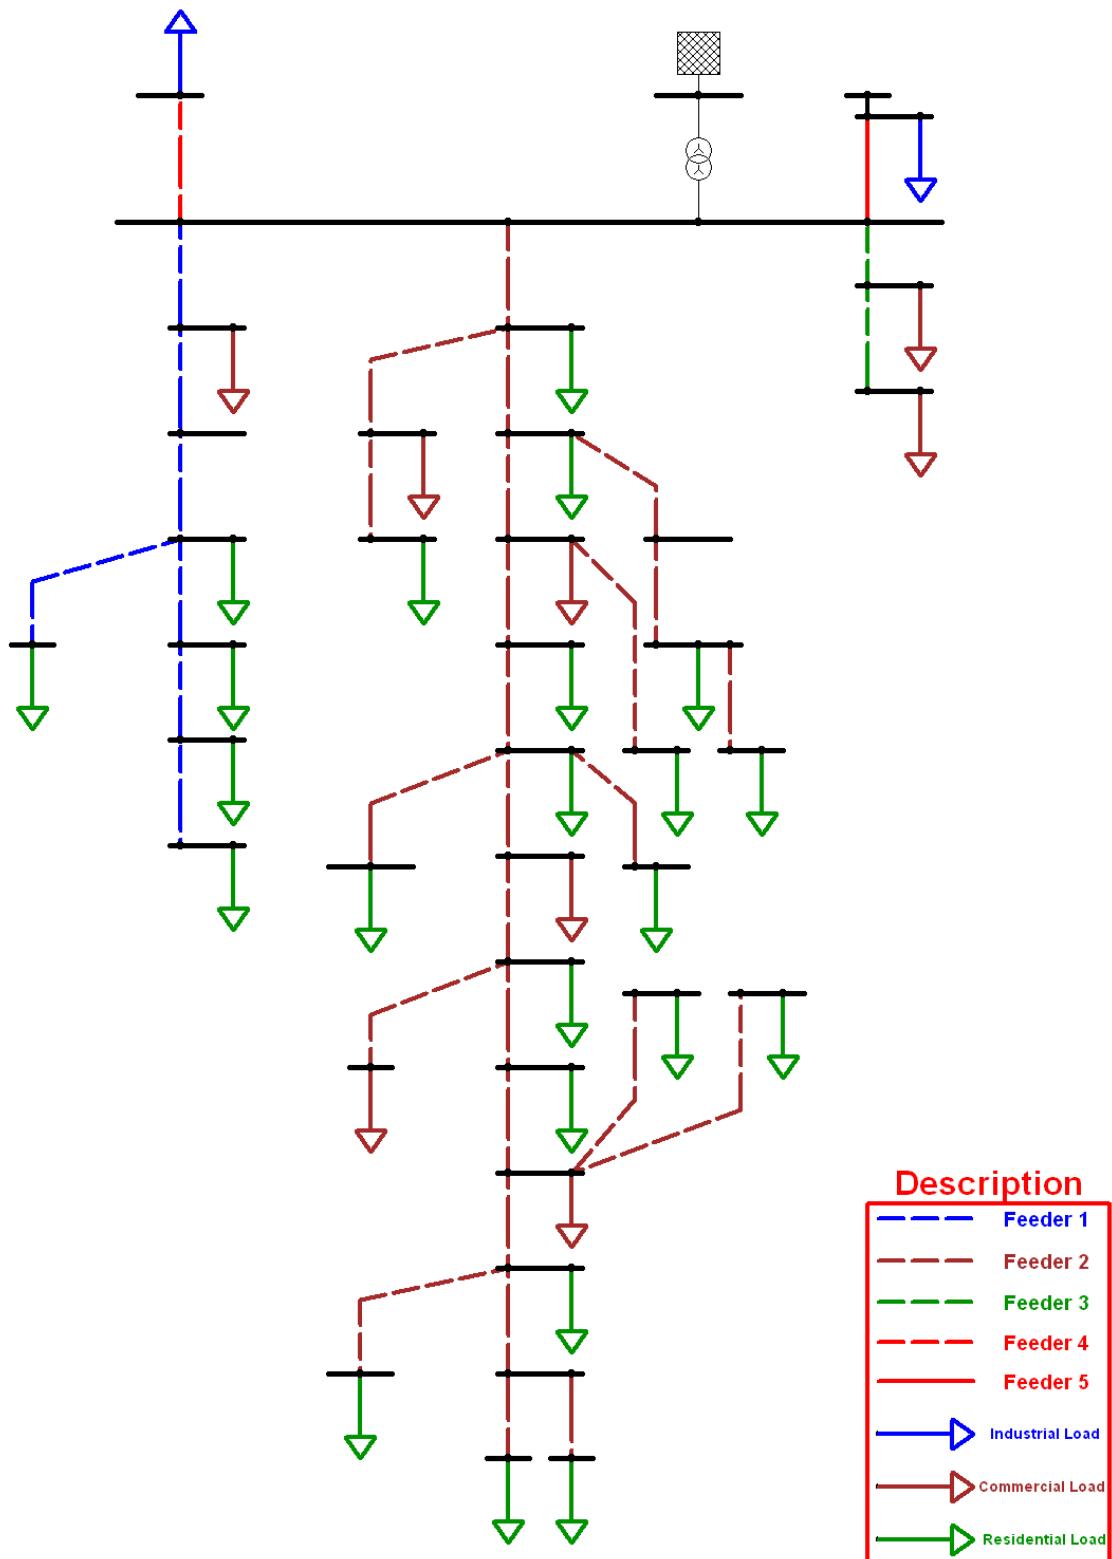 Description
Feeder 1
Feeder 2
Feeder 3
Feeder 4
Feeder 5
Industrial Load
Commercial Load
Residential Load